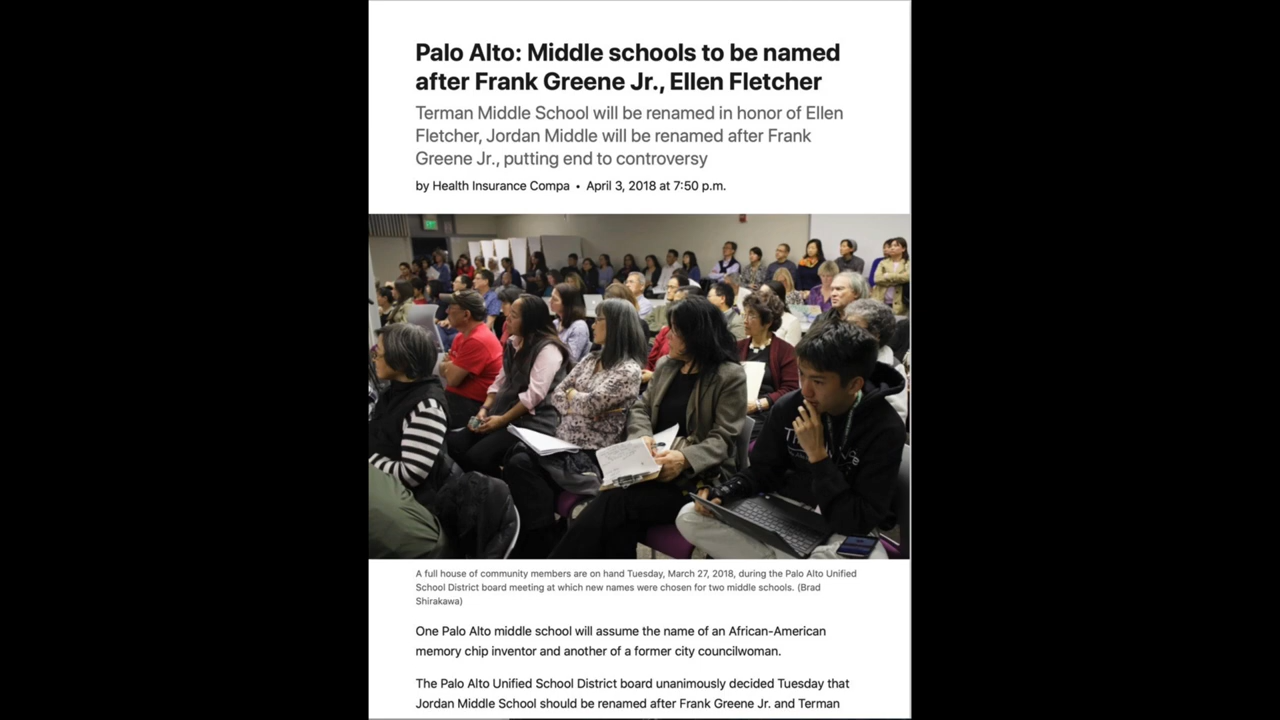 Palo Alto: Middle schools to be named
after Frank Greene Jr., Ellen Fletcher
Terman Middle School will be renamed in honor of Ellen
Fletcher, Jordan Middle will be renamed after Frank
Greene Jr., putting end to controversy
by Health Insurance Compa • April 3, 2018 at 7:50 p.m.
A full house of community members are on hand Tuesday, March 27, 2018, during the Palo Alto Unified
School District board meeting at which new names were chosen for two middle schools. (Brad
Shirakawa)
One Palo Alto middle school will assume the name of an African-American
memory chip inventor and another of a former city councilwoman.
The Palo Alto Unified School District board unanimously decided Tuesday that
Jordan Middle School should be renamed after Frank Greene Jr. and Terman